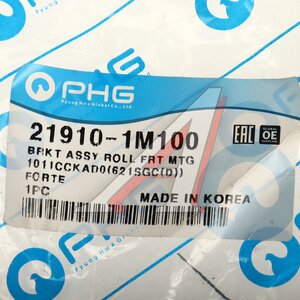 PHG
Pyung Hwa Global Co., Ltd.
21910-1M100
BRKT ASSY ROLL FRT MTG
EAC
GLOBAL
OE
1011CCKAD0(621SGC(D))
FORTE
1PC
MADE IN KOREA